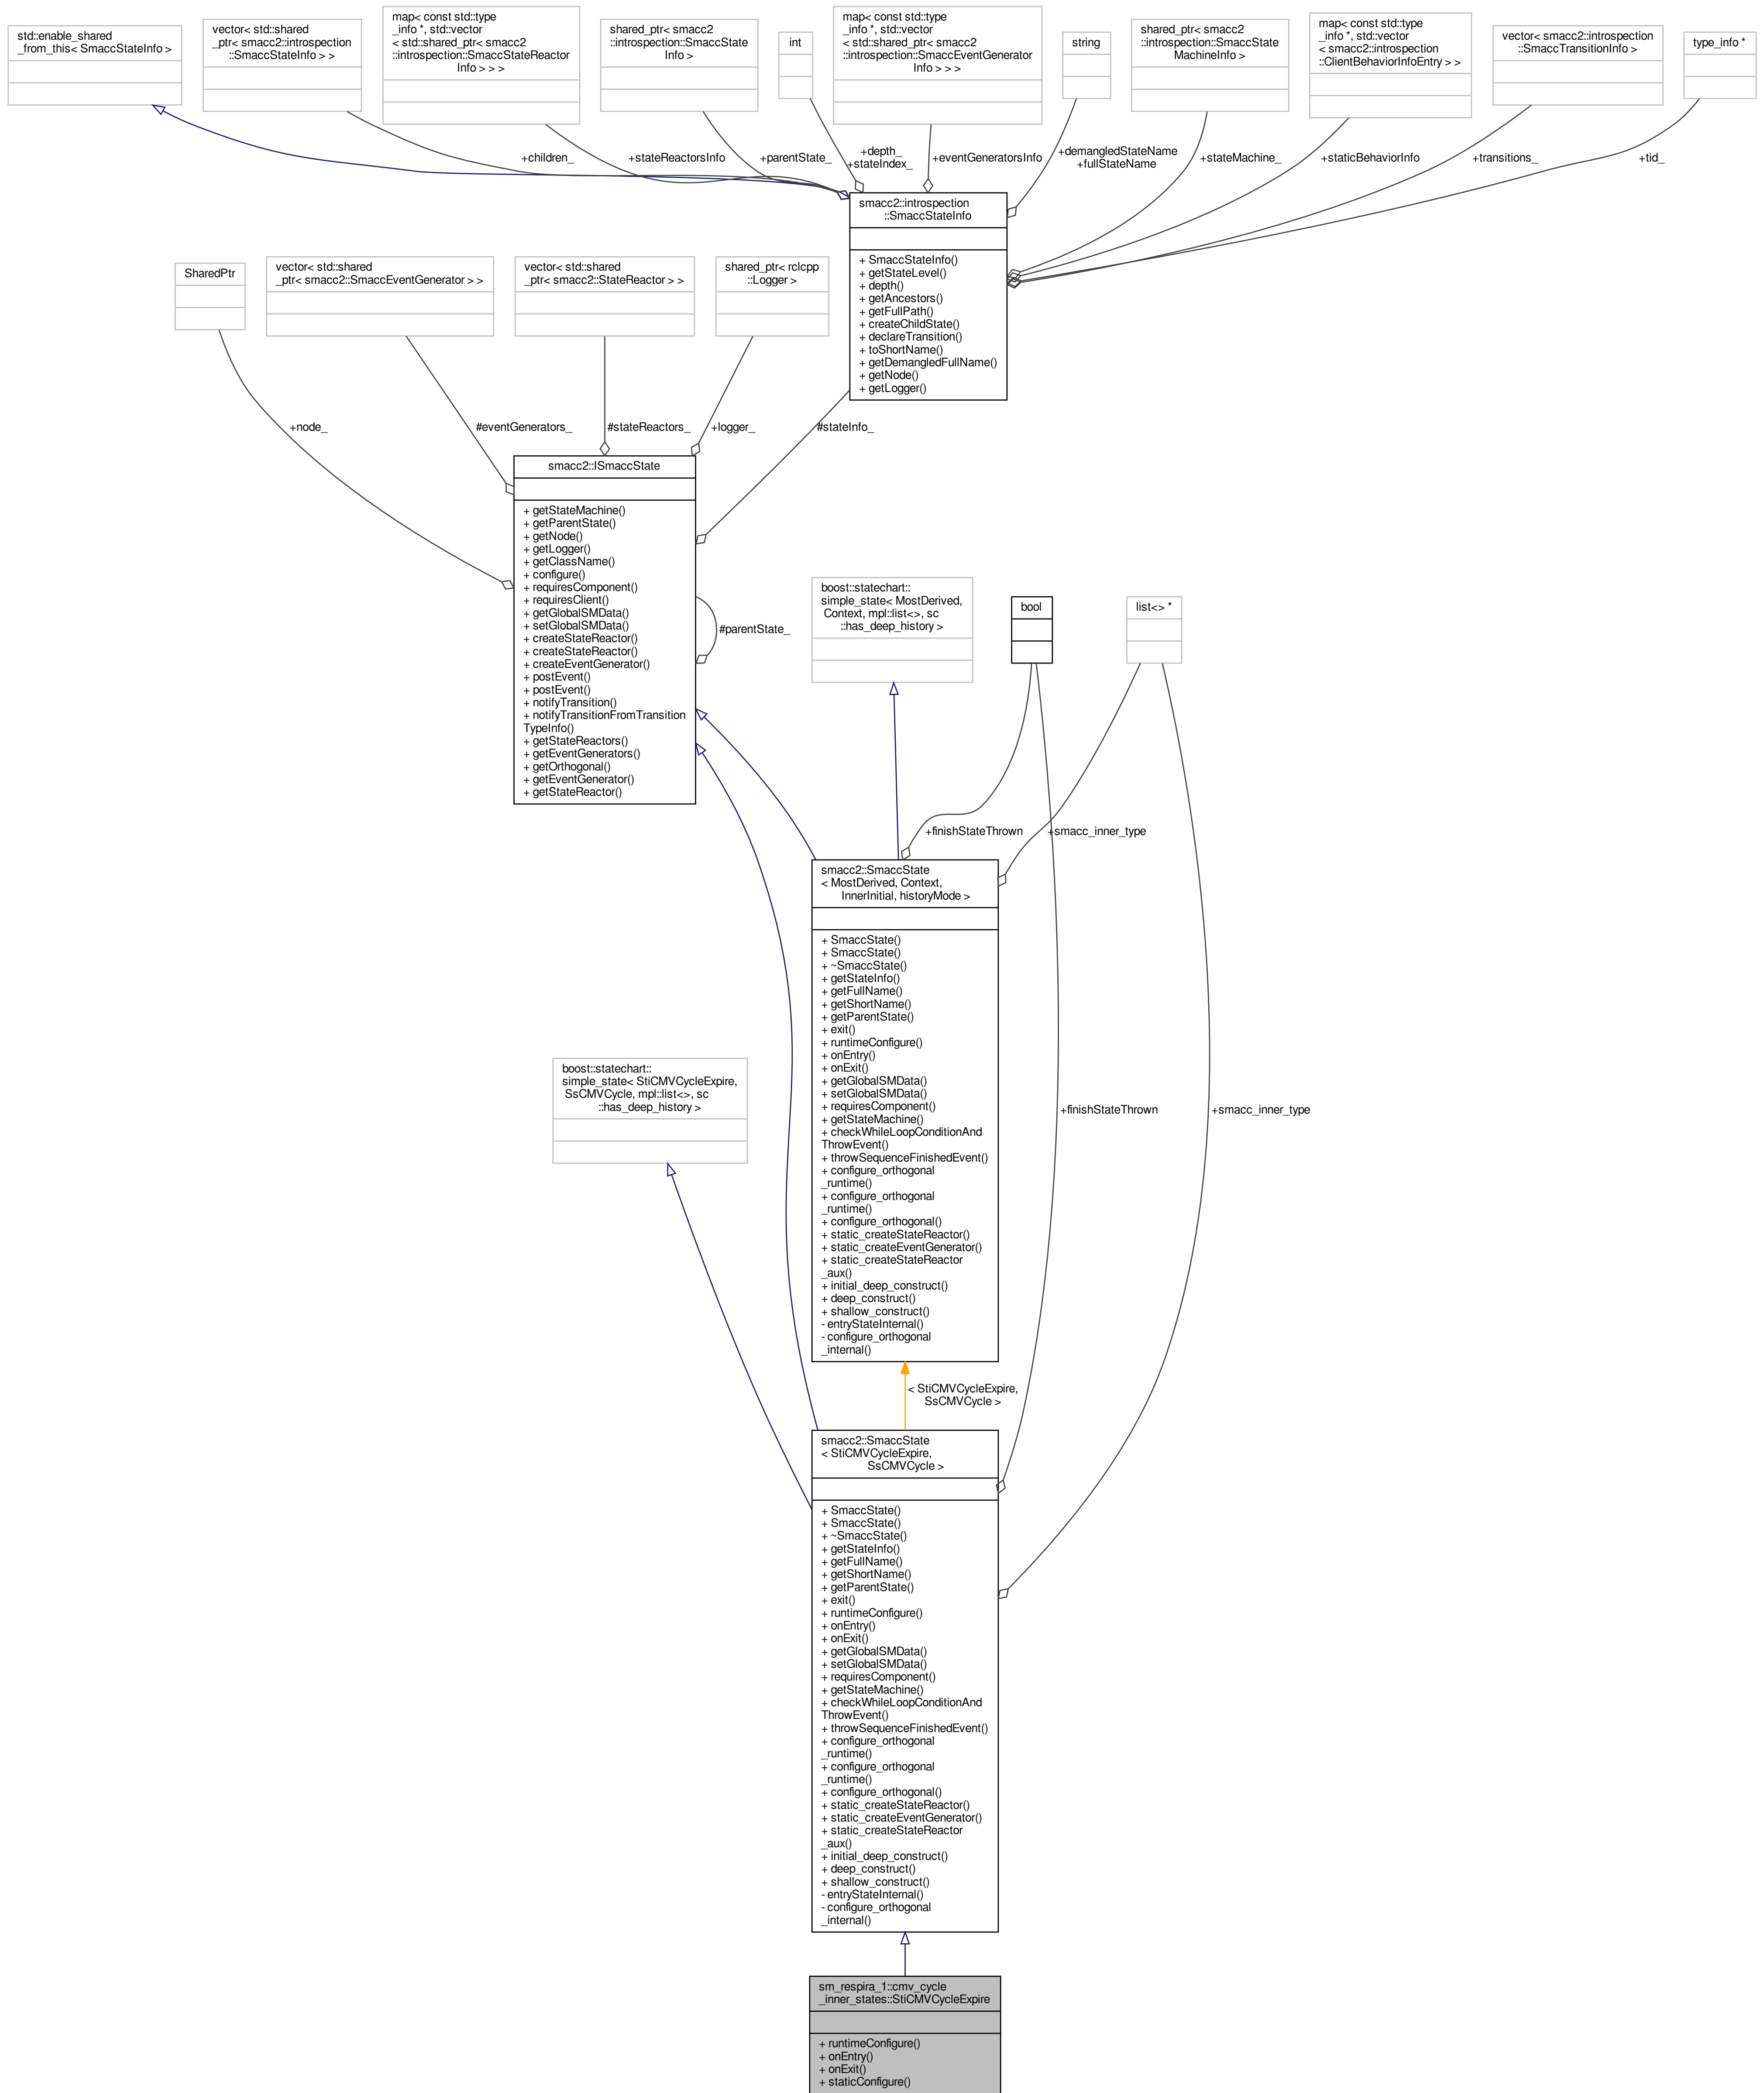 std::enable_shared
_from_this< SmaccStateInfo >
vector< std::shared
_ptr< smacc2::introspection
::SmaccStateInfo > >
map< const std::type
_info *, std::vector
< std::shared_ptr< smacc2
::introspection::SmaccStateReactor
Info > > >
shared_ptr< smacc2
::introspection::SmaccState
Info >
int
map< const std::type
_info *, std::vector
< std::shared_ptr< smacc2
::introspection::SmaccEventGenerator
Info > > >
string
shared_ptr< smacc2
::introspection::SmaccState
MachineInfo >
map< const std::type
_info *, std::vector
< smacc2::introspection
::ClientBehaviorInfoEntry > >
vector< smacc2::introspection
::SmaccTransitionInfo >
type_info *
+children_
+stateReactorsInfo
+parentState_
+depth_
+stateIndex_
+eventGeneratorsInfo
+demangledStateName
+fullStateName
+stateMachine_
+staticBehaviorInfo
+transitions_
+tid_
smacc2::introspection
::SmaccStateInfo
+ SmaccStateInfo()
+ getStateLevel()
+ depth()
+ getAncestors()
+ getFullPath()
+ createChildState()
+ declareTransition()
+ toShortName()
+ getDemangledFullName()
+ getNode()
+ getLogger()
SharedPtr
vector< std::shared
_ptr< smacc2::SmaccEventGenerator > >
vector< std::shared
_ptr< smacc2::StateReactor > >
shared_ptr< rclcpp
::Logger >
+node_
#eventGenerators_
#stateReactors_
+logger_
#stateInfo_
smacc2::ISmaccState
+ getStateMachine()
+ getParentState()
+ getNode()
+ getLogger()
+ getClassName()
+ configure()
+ requiresComponent()
+ requiresClient()
+ getGlobalSMData()
+ setGlobalSMData()
+ createStateReactor()
+ createStateReactor()
+ createEventGenerator()
+ postEvent()
+ postEvent()
+ notifyTransition()
+ notifyTransitionFromTransition
TypeInfo()
+ getStateReactors()
+ getEventGenerators()
+ getOrthogonal()
+ getEventGenerator()
+ getStateReactor()
#parentState_
boost::statechart::
simple_state< MostDerived,
Context, mpl::list<>, sc
::has_deep_history >
bool
list<> *
+finishStateThrown
+smacc_inner_type
smacc2::SmaccState
< MostDerived, Context,
InnerInitial, historyMode >
+ SmaccState()
+ SmaccState()
+ ~SmaccState()
+ getStateInfo()
+ getFullName()
+ getShortName()
+ getParentState()
+ exit()
+ runtimeConfigure()
+ onEntry()
+ onExit()
+ getGlobalSMData()
+ setGlobalSMData()
+ requiresComponent()
+ getStateMachine()
+ checkWhileLoopConditionAnd
ThrowEvent()
+ throwSequenceFinishedEvent()
+ configure_orthogonal
_runtime()
+ configure_orthogonal
_runtime()
+ configure_orthogonal()
+ static_createStateReactor()
+ static_createEventGenerator()
+ static_createStateReactor
_aux()
+ initial_deep_construct()
+ deep_construct()
+ shallow_construct()
- entryStateInternal()
- configure_orthogonal
_internal()
boost::statechart::
simple_state< StiCMVCycleExpire,
SsCMVCycle, mpl::list<>, sc
::has_deep_history >
+finishStateThrown
+smacc_inner_type
< StiCMVCycleExpire,
SsCMVCycle >
smacc2::SmaccState
< StiCMVCycleExpire,
SsCMVCycle >
+ SmaccState()
+ SmaccState()
+ ~SmaccState()
+ getStateInfo()
+ getFullName()
+ getShortName()
+ getParentState()
+ exit()
+ runtimeConfigure()
+ onEntry()
+ onExit()
+ getGlobalSMData()
+ setGlobalSMData()
+ requiresComponent()
+ getStateMachine()
+ checkWhileLoopConditionAnd
ThrowEvent()
+ throwSequenceFinishedEvent()
+ configure_orthogonal
_runtime()
+ configure_orthogonal
_runtime()
+ configure_orthogonal()
+ static_createStateReactor()
+ static_createEventGenerator()
+ static_createStateReactor
_aux()
+ initial_deep_construct()
+ deep_construct()
+ shallow_construct()
- entryStateInternal()
- configure_orthogonal
_internal()
sm_respira_1::cmv_cycle
_inner_states::StiCMVCycleExpire
+ runtimeConfigure()
+ onEntry()
+ onExit()
+ staticConfigure()